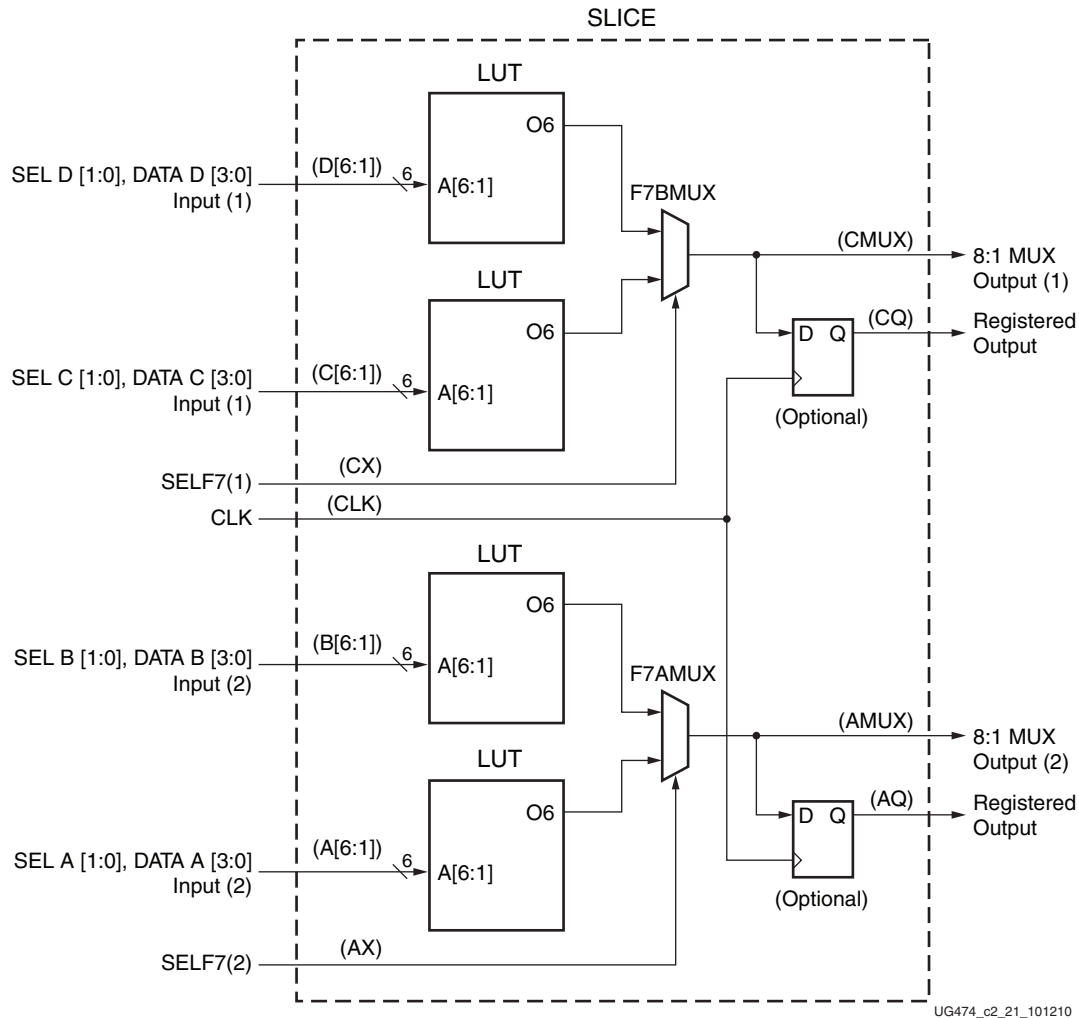 SLICE
LUT
O6
SEL D [1:0], DATA D [3:0]
Input (1)
(D[6:1])
6
A[6:1]
F7BMUX
(CMUX)
8:1 MUX
Output (1)
LUT
O6
D Q
(CQ)
Registered
Output
SEL C [1:0], DATA C [3:0]
Input (1)
(C[6:1])
6
A[6:1]
(Optional)
SELF7(1)
(CX)
CLK
(CLK)
LUT
O6
SEL B [1:0], DATA B [3:0]
Input (2)
(B[6:1])
6
A[6:1]
F7AMUX
(AMUX)
8:1 MUX
Output (2)
LUT
O6
D Q
(AQ)
Registered
Output
SEL A [1:0], DATA A [3:0]
Input (2)
(A[6:1])
6
A[6:1]
(Optional)
SELF7(2)
(AX)
UG474_c2_21_101210